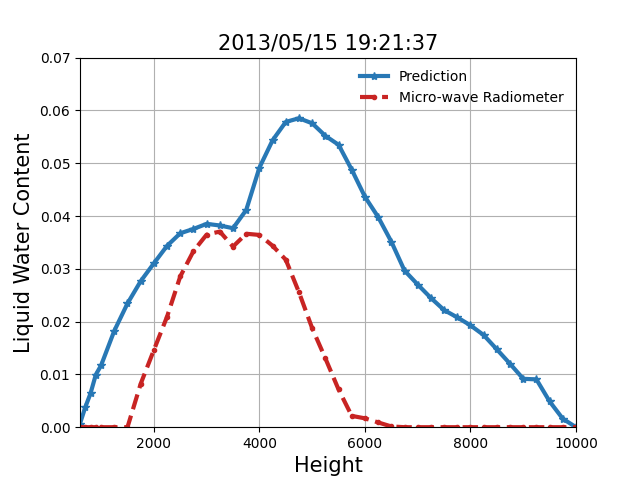 2013/05/15 19:21:37
0.07
0.06
0.05
0.04
0.03
0.02
0.01
0.00
Liquid Water Content
Prediction
Micro-wave Radiometer
2000 4000 6000 8000 10000
Height